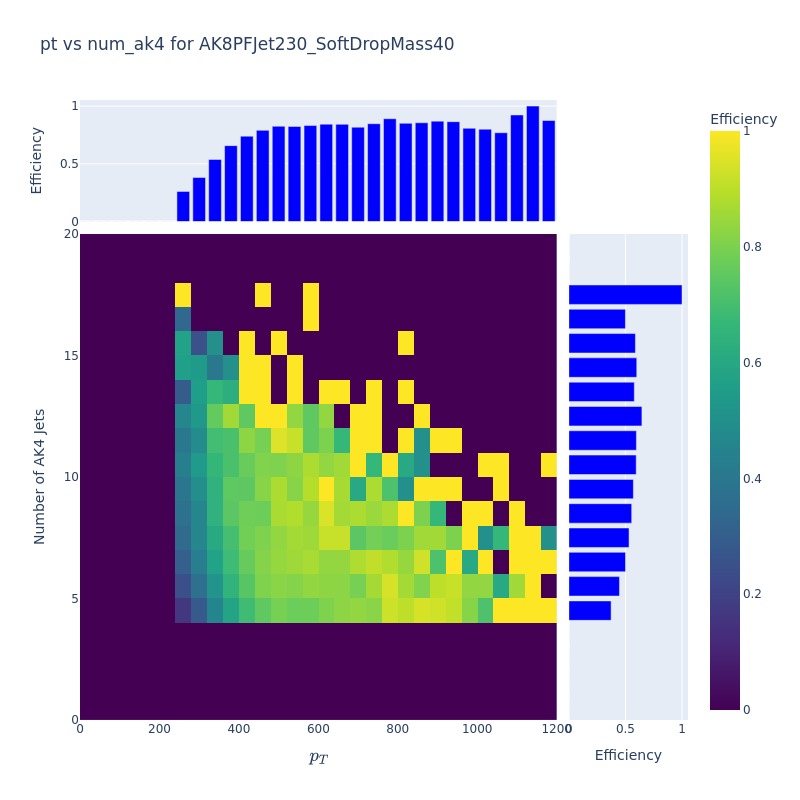 pt vs num_ak4 for AK8PFJet230_SoftDropMass40
Efficiency
1
0.5
0
Efficiency
1
0.8
0.6
0.4
0.2
0
Number of AK4 Jets
20
15
10
5
0
0 200 400 600 800 1000 1200
p_T
0 0.5 1
Efficiency